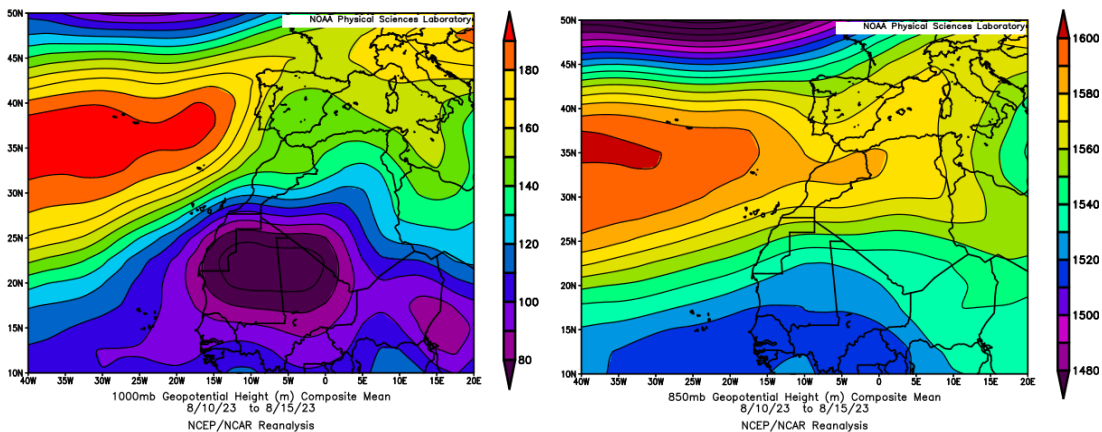 NOAA Physical Sciences Laboratory
50N
45N
40N
35N
30N
25N
20N
15N
10N
40W 35W 30W 25W 20W 15W 10W 5W 0 5E 10E 15E 20E
180
160
140
120
100
80
1000mb Geopotential Height (m) Composite Mean
8/10/23 to 8/15/23
NCEP/NCAR Reanalysis
NOAA Physical Sciences Laboratory
50N
45N
40N
35N
30N
25N
20N
15N
10N
40W 35W 30W 25W 20W 15W 10W 5W 0 5E 10E 15E 20E
1600
1580
1560
1540
1520
1500
1480
850mb Geopotential Height (m) Composite Mean
8/10/23 to 8/15/23
NCEP/NCAR Reanalysis